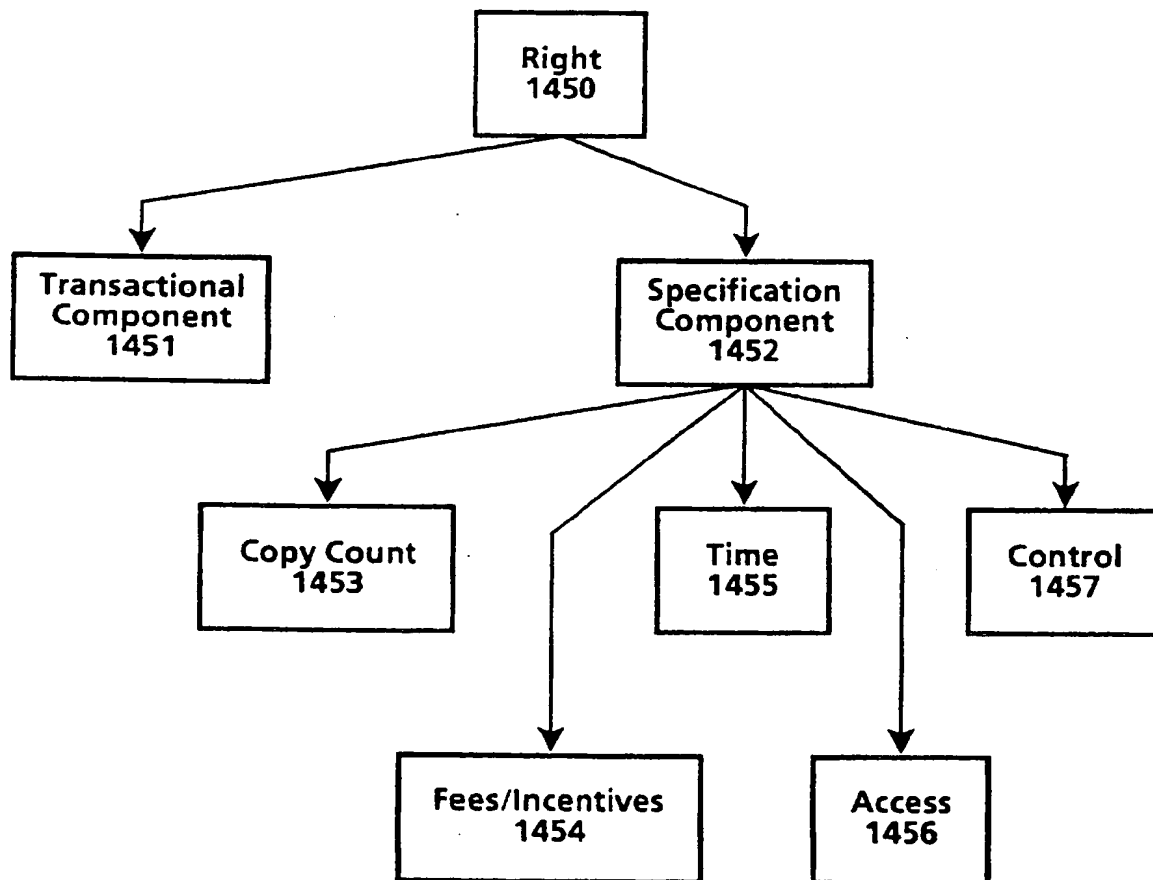 Right
1450
Transactional
Component
1451
Specification
Component
1452
Copy Count
1453
Time
1455
Control
1457
Fees/Incentives
1454
Access
1456